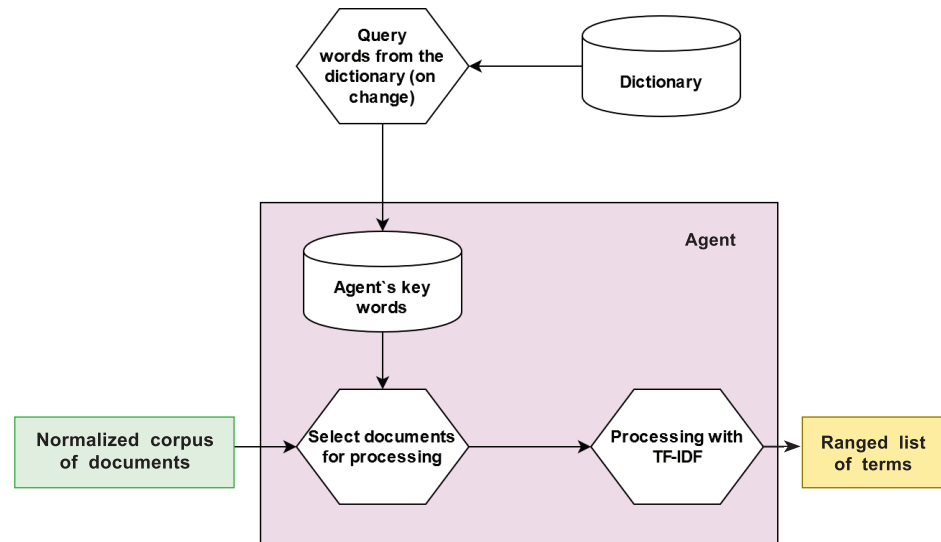 Query
words from the
dictionary (on
change)
Dictionary
Agent
Agent`s key
words
Normalized corpus
of documents
Select documents
for processing
Processing with
TF-IDF
Ranged list
of terms